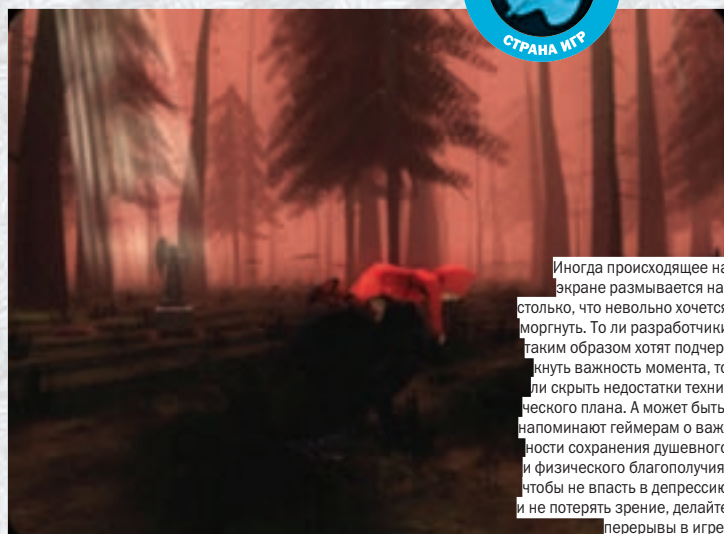 СТРАНА ИГР
Иногда происходящее на
экране размывается на
столько, что невольно хочется
моргнуть. То ли разработчики
таким образом хотят подчер
кнуть важность момента, то
ли скрыть недостатки техни
ческого плана. А может быть
напоминают геймерам о важ
ности сохранения душевного
и физического благополучия
чтобы не впасть в депрессию
и не потерять зрение, делайте
перерывы в игре